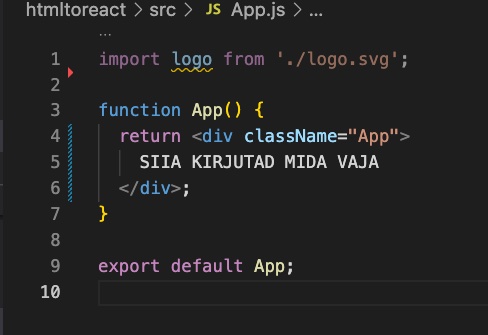 htmltoreact > src > JS App.js > ...
...
1 import logo from './logo.svg';
2
3 function App() {
4 return <div className="App">
5 SIIA KIRJUTAD MIDA VAJA
6 </div>;
7 }
8
9 export default App;
10